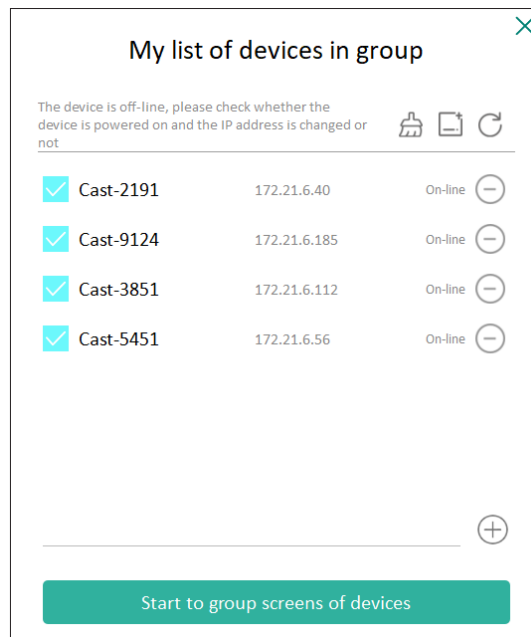 My list of devices in group
The device is off-line, please check whether the
device is powered on and the IP address is changed or
not
Cast-2191 172.21.6.40 On-line
Cast-9124 172.21.6.185 On-line
Cast-3851 172.21.6.112 On-line
Cast-5451 172.21.6.56 On-line
Start to group screens of devices